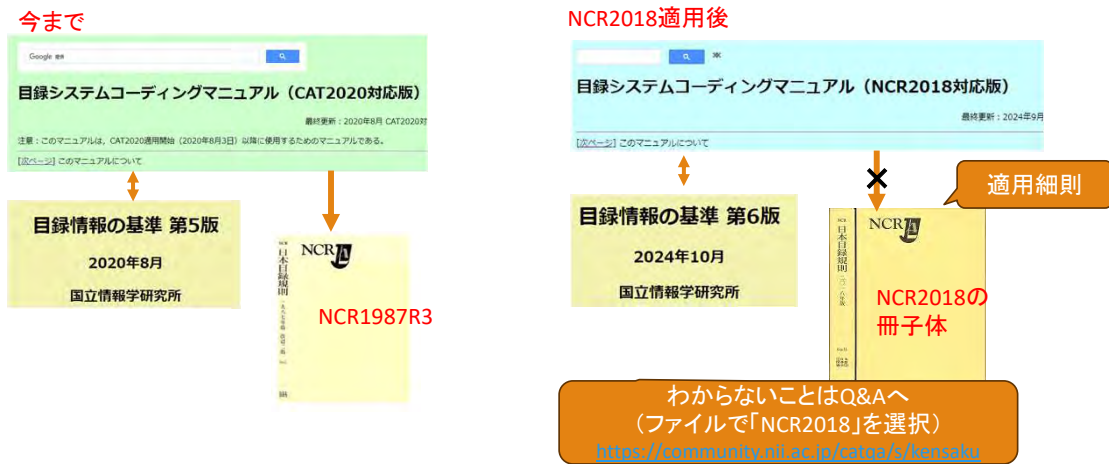 今まで
Google 提供
目録システムコーディングマニュアル（CAT2020対応版）
最終更新：2020年8月 CAT2020対
注意：このマニュアルは，CAT2020適用開始（2020年8月3日）以降に使用するためのマニュアルである。
[次ページ] このマニュアルについて
目録情報の基準 第5版
2020年8月
国立情報学研究所
NCR
日本目録規則
NCR
NCR1987R3
NCR2018適用後
目録システムコーディングマニュアル（NCR2018対応版）
最終更新：2024年9月
[次ページ] このマニュアルについて
適用細則
目録情報の基準 第6版
2024年10月
国立情報学研究所
NCR
日本目録規則
NCR
NCR2018の
冊子体
わからないことはQ&Aへ
（ファイルで「NCR2018」を選択）
https://community.nii.ac.jp/catqa/s/kensaku